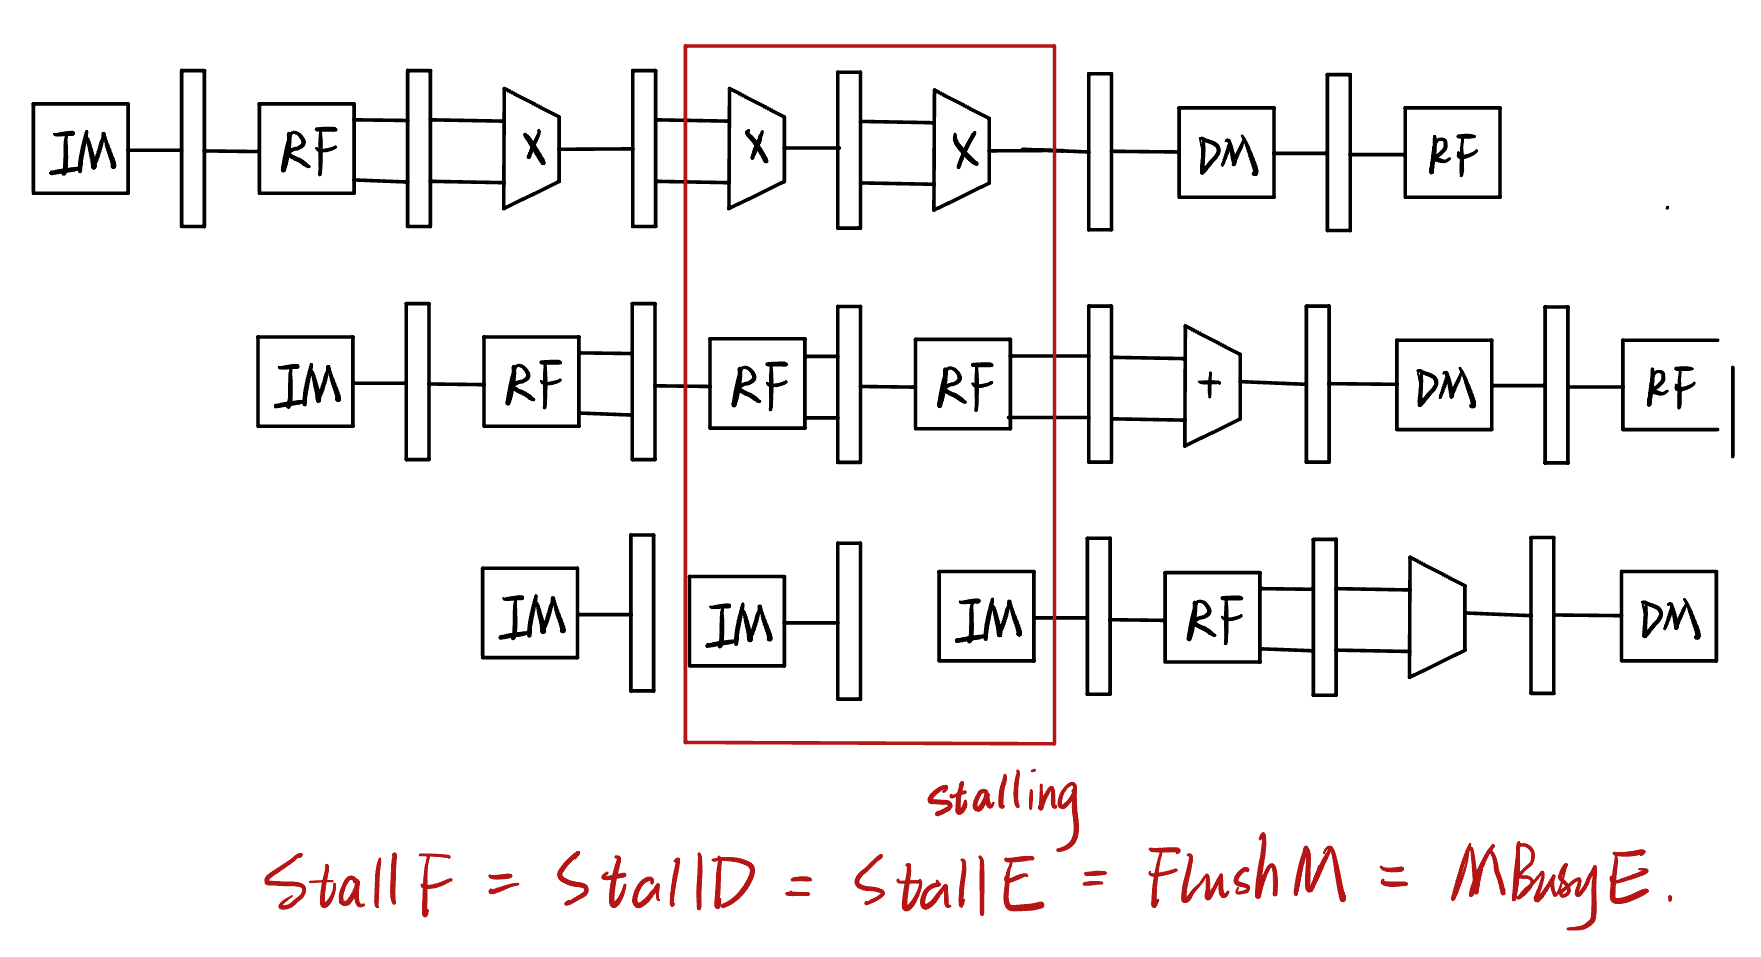 IM RF X X X DM RF
IM RF RF RF + DM RF
IM IM IM RF DM
stalling
StallF = StallD = StallE = FlushM = MBusyE.